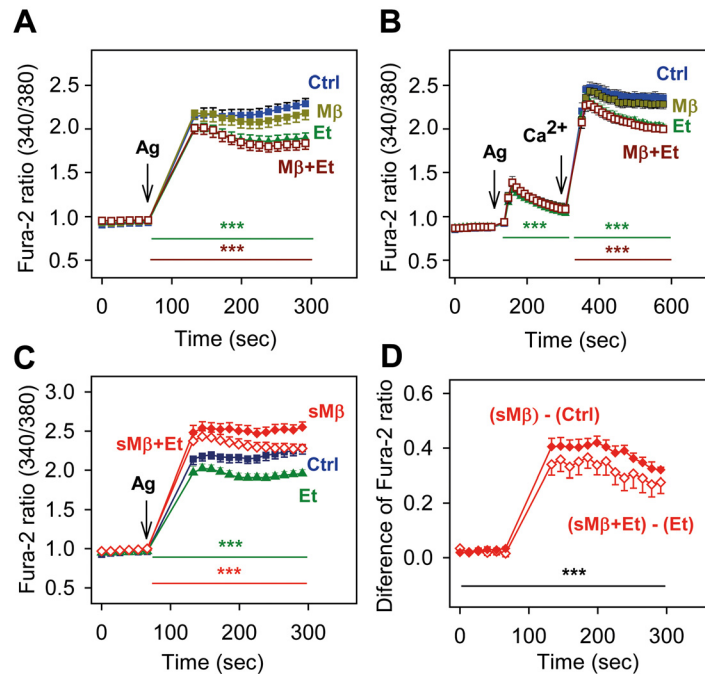 A
Fura-2 ratio (340/380)
2.5
2.0
1.5
1.0
0.5
Ag
Ctrl
Mβ
Et
Mβ+Et
***
***
0 100 200 300
Time (sec)
B
Fura-2 ratio (340/380)
2.5
2.0
1.5
1.0
0.5
Ag
Ca2+
Ctrl
Mβ
Et
Mβ+Et
*** ***
***
0 200 400 600
Time (sec)
C
Fura-2 ratio (340/380)
3.0
2.5
2.0
1.0
0.5
Ag
sMβ
sMβ+Et
Ctrl
Et
***
***
0 100 200 300
Time (sec)
D
Diference of Fura-2 ratio
0.6
0.4
0.2
0.0
(sMβ) - (Ctrl)
(sMβ+Et) - (Et)
***
0 100 200 300
Time (sec)